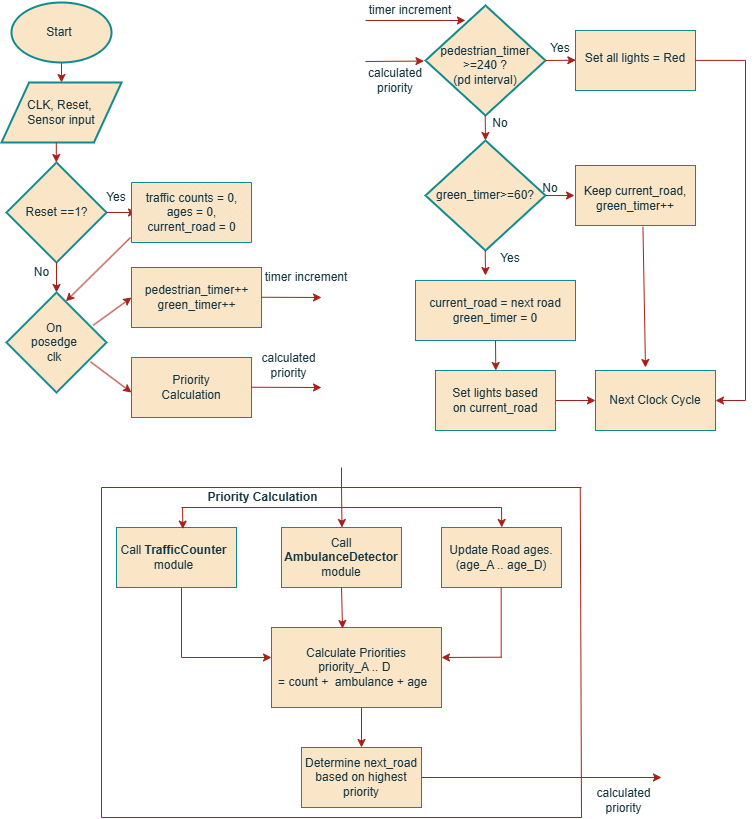 Start
CLK, Reset,
Sensor input
Reset ==1?
Yes
traffic counts = 0,
ages = 0,
current_road = 0
No
On
posedge
clk
pedestrian_timer++
green_timer++
timer increment
Priority
Calculation
calculated
priority
timer increment
calculated
priority
pedestrian_timer
>=240 ?
(pd interval)
Yes
Set all lights = Red
No
green_timer>=60?
No
Keep current_road,
green_timer++
Yes
current_road = next road
green_timer = 0
Set lights based
on current_road
Next Clock Cycle
Priority Calculation
Call TrafficCounter
module
Call
AmbulanceDetector
module
Update Road ages.
(age_A .. age_D)
Calculate Priorities
priority_A .. D
= count + ambulance + age
Determine next_road
based on highest
priority
calculated
priority